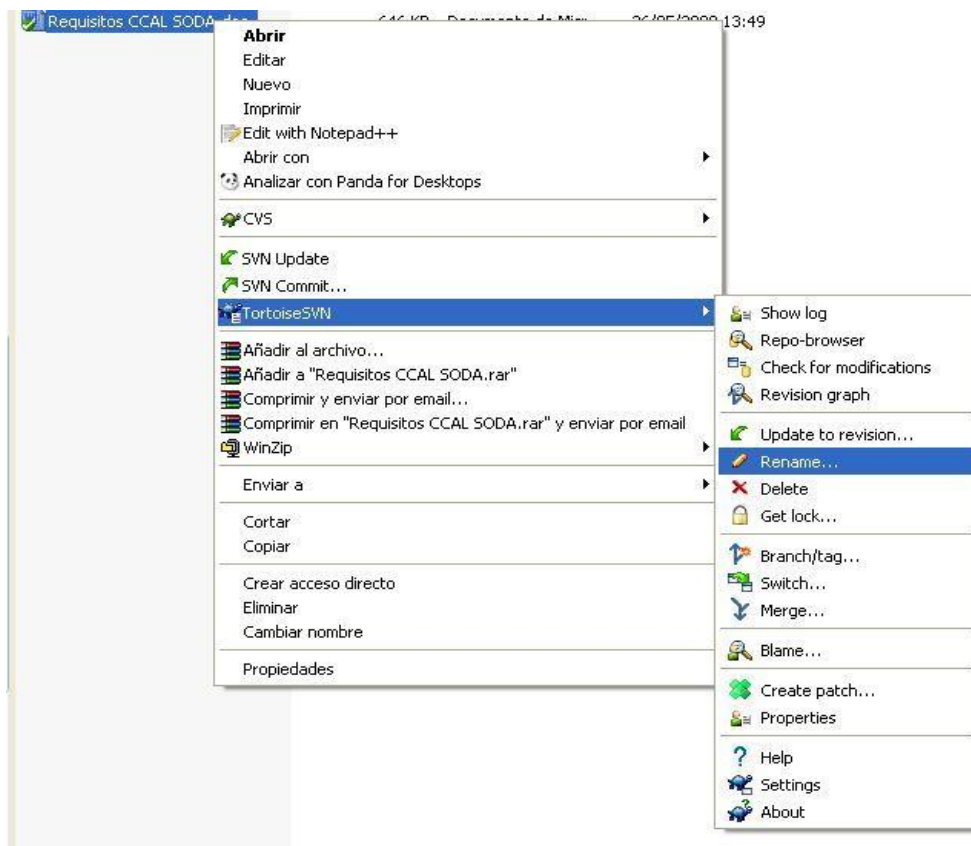 Requisitos CCAL SODA.doc 13:49
Abrir
Editar
Nuevo
Imprimir
Edit with Notepad++
Abrir con
Analizar con Panda for Desktops
CVS
SVN Update
SVN Commit...
TortoiseSVN
Añadir al archivo...
Añadir a "Requisitos CCAL SODA.rar"
Comprimir y enviar por email...
Comprimir en "Requisitos CCAL SODA.rar" y enviar por email
WinZip
Enviar a
Cortar
Copiar
Crear acceso directo
Eliminar
Cambiar nombre
Propiedades
Show log
Repo-browser
Check for modifications
Revision graph
Update to revision...
Rename...
Delete
Get lock...
Branch/tag...
Switch...
Merge...
Blame...
Create patch...
Properties
Help
Settings
About